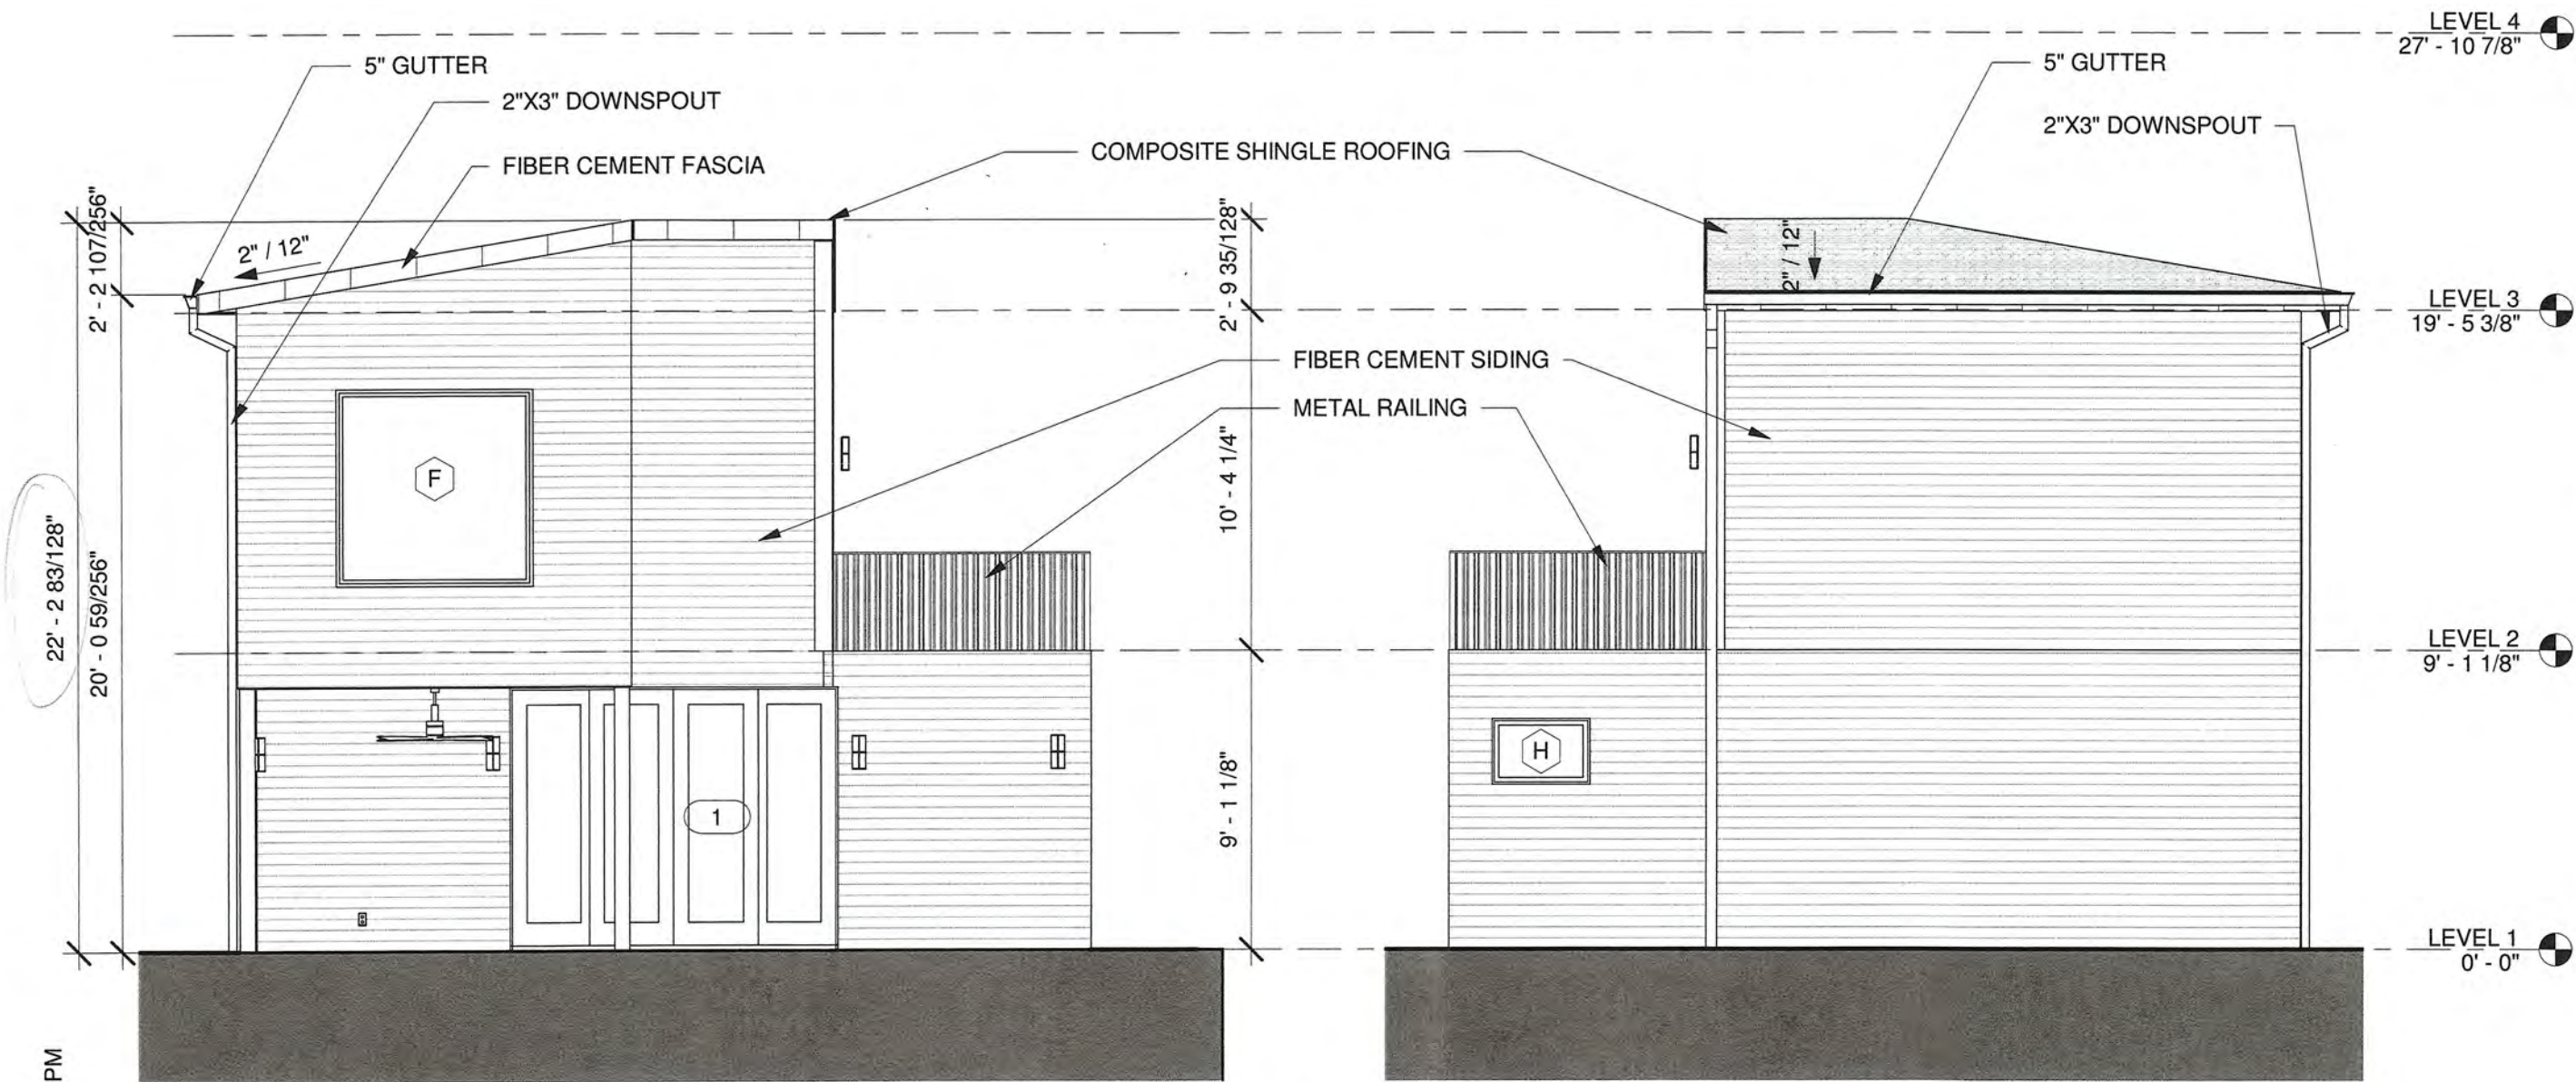 LEVEL 4
27' - 10 7/8"
5" GUTTER
5" GUTTER
2"X3" DOWNSPOUT
2"X3" DOWNSPOUT
COMPOSITE SHINGLE ROOFING
FIBER CEMENT FASCIA
2' - 2 107/256"
2' - 9 35/128"
2" / 12"
2" / 12"
LEVEL 3
19' - 5 3/8"
FIBER CEMENT SIDING
METAL RAILING
F
10' - 4 1/4"
22' - 2 83/128"
20' - 0 59/256"
LEVEL 2
9' - 1 1/8"
H
1
9' - 1 1/8"
LEVEL 1
0' - 0"
PM